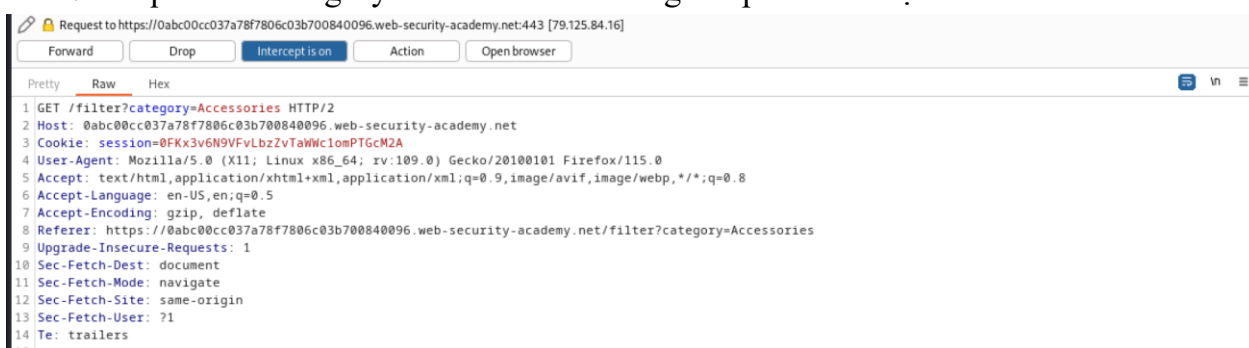 Request to https://0abc00cc037a78f7806c03b700840096.web-security-academy.net:443 [79.125.84.16]
Forward Drop Intercept is on Action Open browser
Pretty Raw Hex \n
1 GET /filter?category=Accessories HTTP/2
2 Host: 0abc00cc037a78f7806c03b700840096.web-security-academy.net
3 Cookie: session=0FKx3v6N9VFvLbzZvTaWWc1omPTGcM2A
4 User-Agent: Mozilla/5.0 (X11; Linux x86_64; rv:109.0) Gecko/20100101 Firefox/115.0
5 Accept: text/html,application/xhtml+xml,application/xml;q=0.9,image/avif,image/webp,*/*;q=0.8
6 Accept-Language: en-US,en;q=0.5
7 Accept-Encoding: gzip, deflate
8 Referer: https://0abc00cc037a78f7806c03b700840096.web-security-academy.net/filter?category=Accessories
9 Upgrade-Insecure-Requests: 1
10 Sec-Fetch-Dest: document
11 Sec-Fetch-Mode: navigate
12 Sec-Fetch-Site: same-origin
13 Sec-Fetch-User: ?1
14 Te: trailers